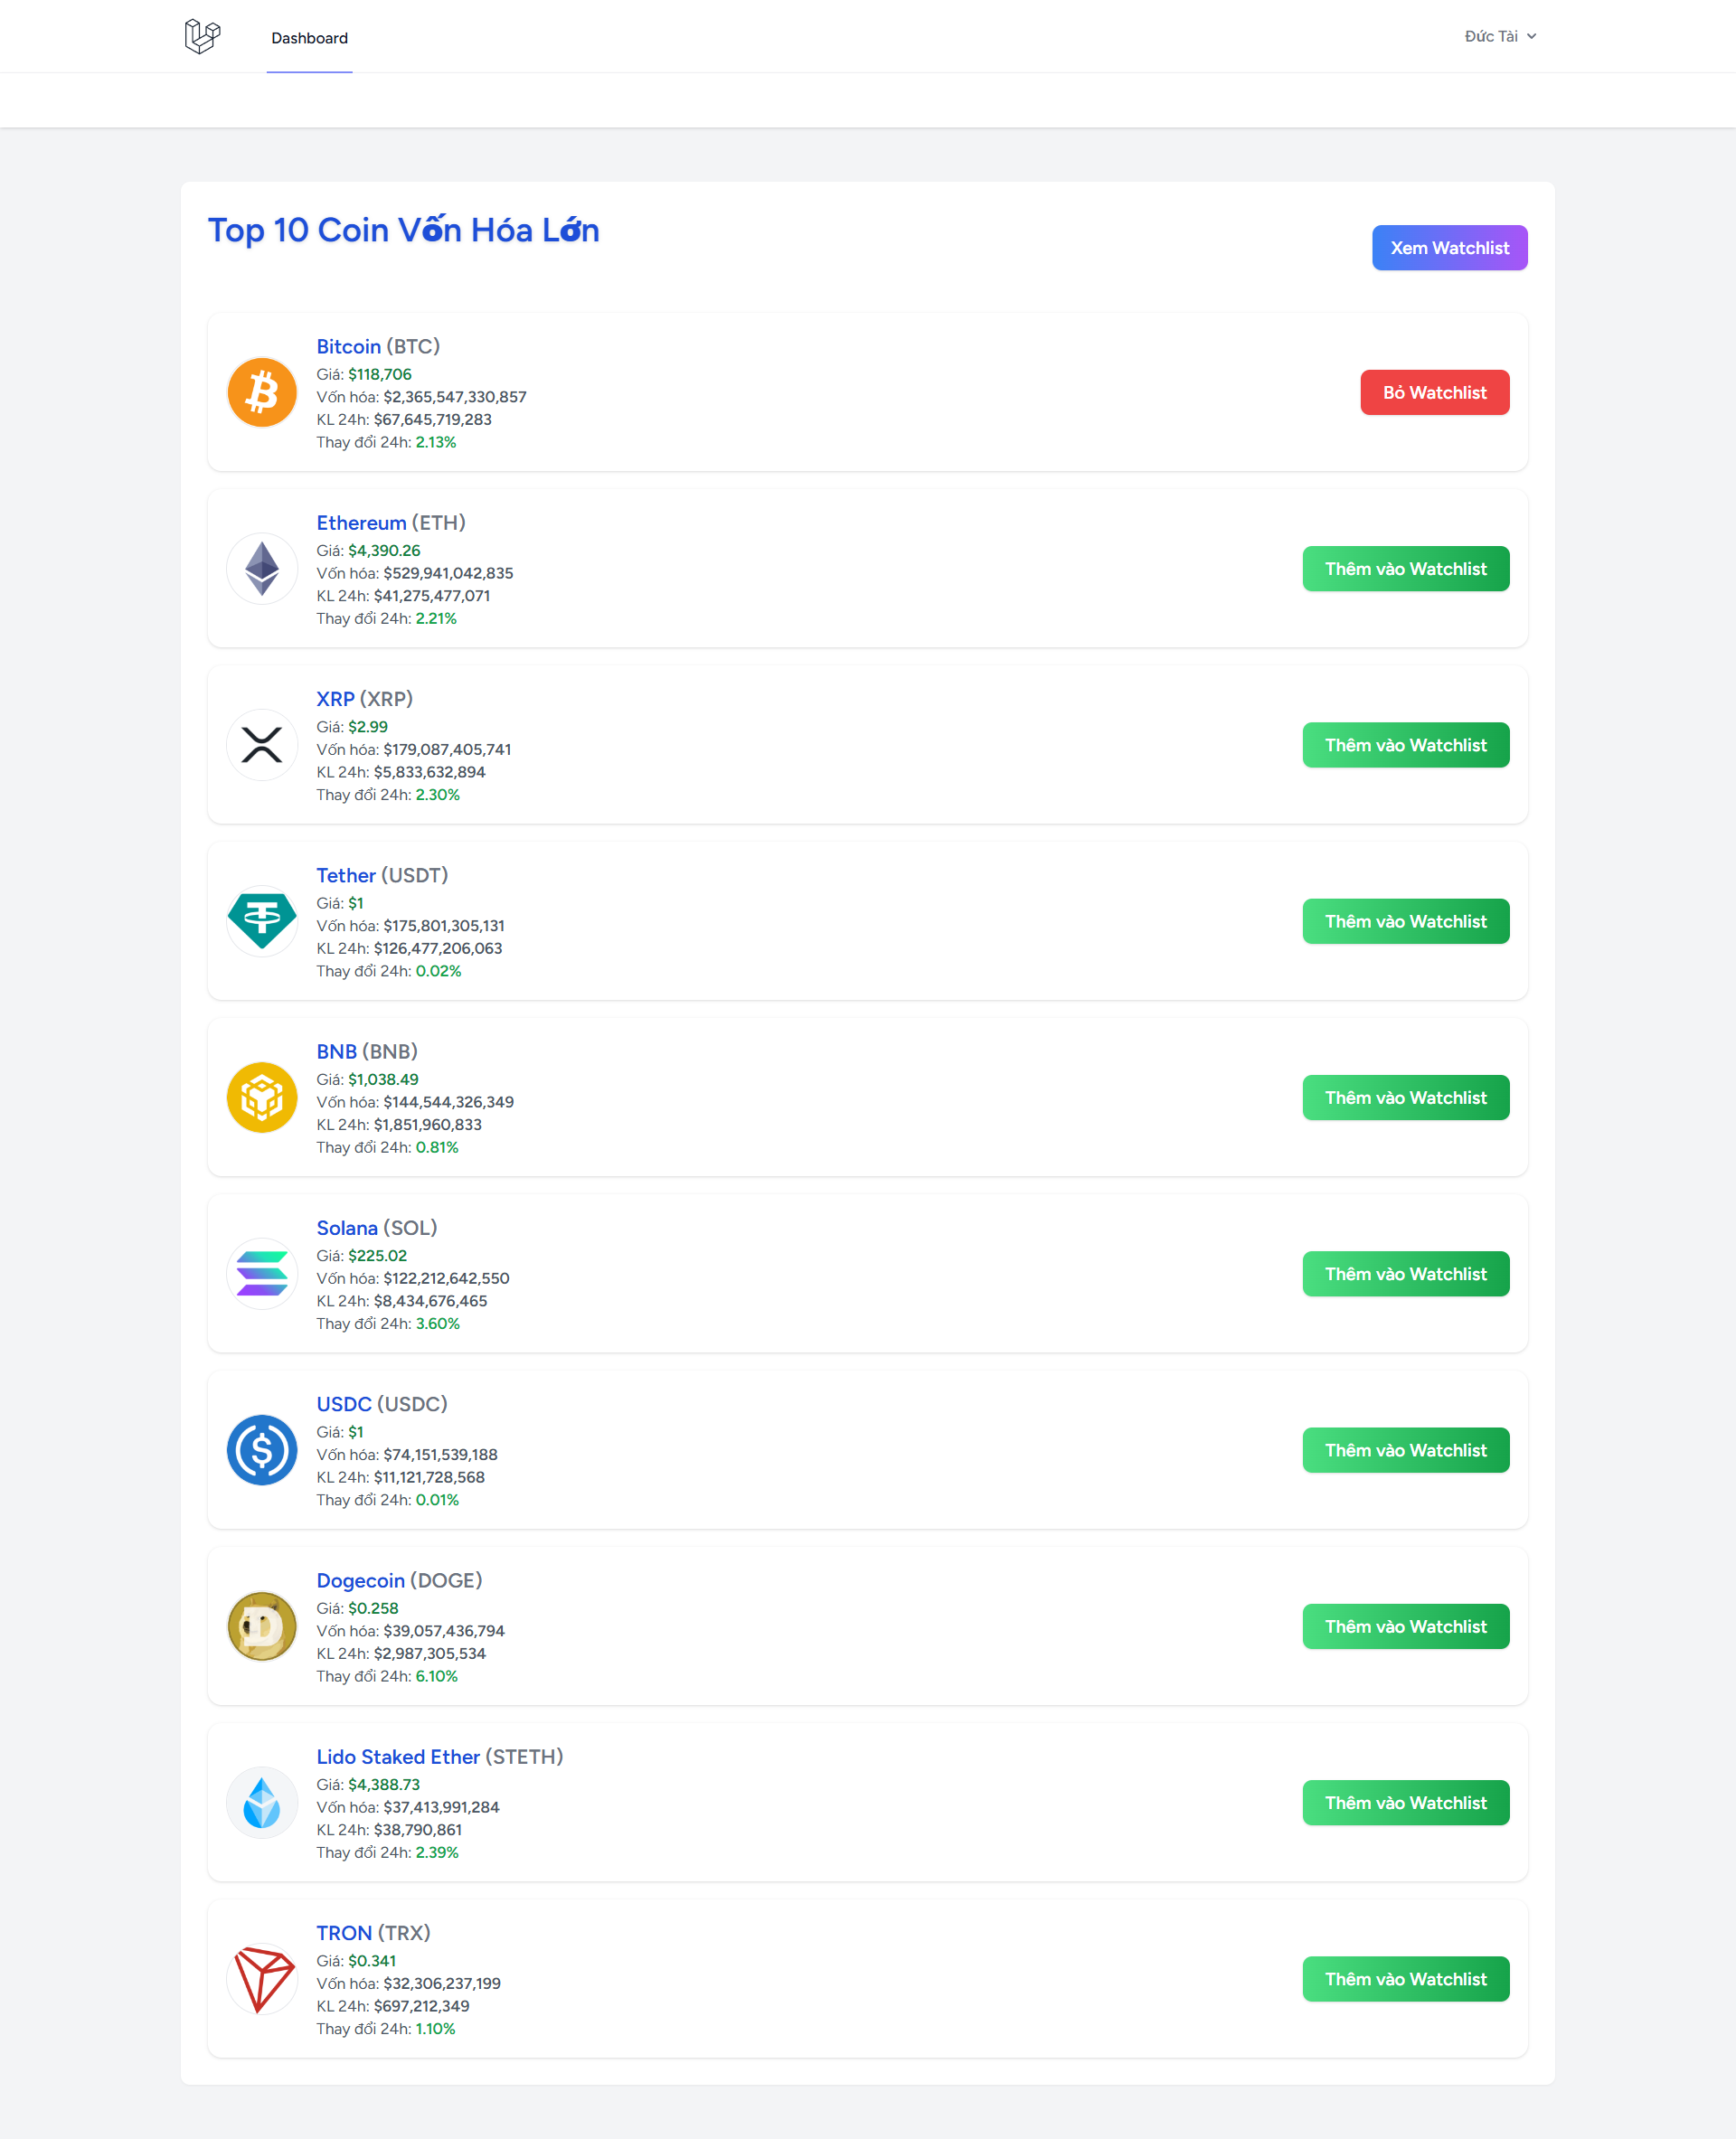 Dashboard
Đức Tài
Top 10 Coin Vốn Hóa Lớn
Xem Watchlist
Bitcoin (BTC)
Giá: $118,706
Vốn hóa: $2,365,547,330,857
KL 24h: $67,645,719,283
Thay đổi 24h: 2.13%
Bỏ Watchlist
Ethereum (ETH)
Giá: $4,390.26
Vốn hóa: $529,941,042,835
KL 24h: $41,275,477,071
Thay đổi 24h: 2.21%
Thêm vào Watchlist
XRP (XRP)
Giá: $2.99
Vốn hóa: $179,087,405,741
KL 24h: $5,833,632,894
Thay đổi 24h: 2.30%
Thêm vào Watchlist
Tether (USDT)
Giá: $1
Vốn hóa: $175,801,305,131
KL 24h: $126,477,206,063
Thay đổi 24h: 0.02%
Thêm vào Watchlist
BNB (BNB)
Giá: $1,038.49
Vốn hóa: $144,544,326,349
KL 24h: $1,851,960,833
Thay đổi 24h: 0.81%
Thêm vào Watchlist
Solana (SOL)
Giá: $225.02
Vốn hóa: $122,212,642,550
KL 24h: $8,434,676,465
Thay đổi 24h: 3.60%
Thêm vào Watchlist
USDC (USDC)
Giá: $1
Vốn hóa: $74,151,539,188
KL 24h: $11,121,728,568
Thay đổi 24h: 0.01%
Thêm vào Watchlist
Dogecoin (DOGE)
Giá: $0.258
Vốn hóa: $39,057,436,794
KL 24h: $2,987,305,534
Thay đổi 24h: 6.10%
Thêm vào Watchlist
Lido Staked Ether (STETH)
Giá: $4,388.73
Vốn hóa: $37,413,991,284
KL 24h: $38,790,861
Thay đổi 24h: 2.39%
Thêm vào Watchlist
TRON (TRX)
Giá: $0.341
Vốn hóa: $32,306,237,199
KL 24h: $697,212,349
Thay đổi 24h: 1.10%
Thêm vào Watchlist